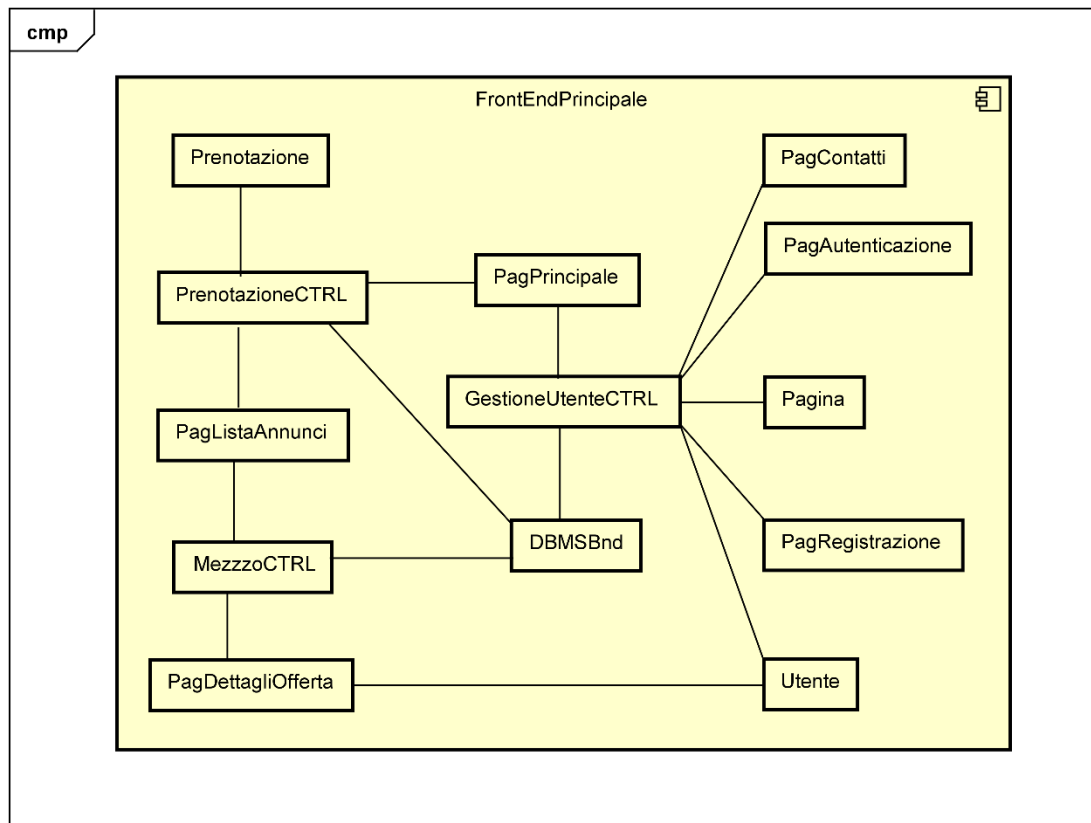 cmp
FrontEndPrincipale
Prenotazione
PagContatti
PagAutenticazione
PagPrincipale
PrenotazioneCTRL
GestioneUtenteCTRL
Pagina
PagListaAnnunci
DBMSBnd
PagRegistrazione
MezzzoCTRL
PagDettagliOfferta
Utente